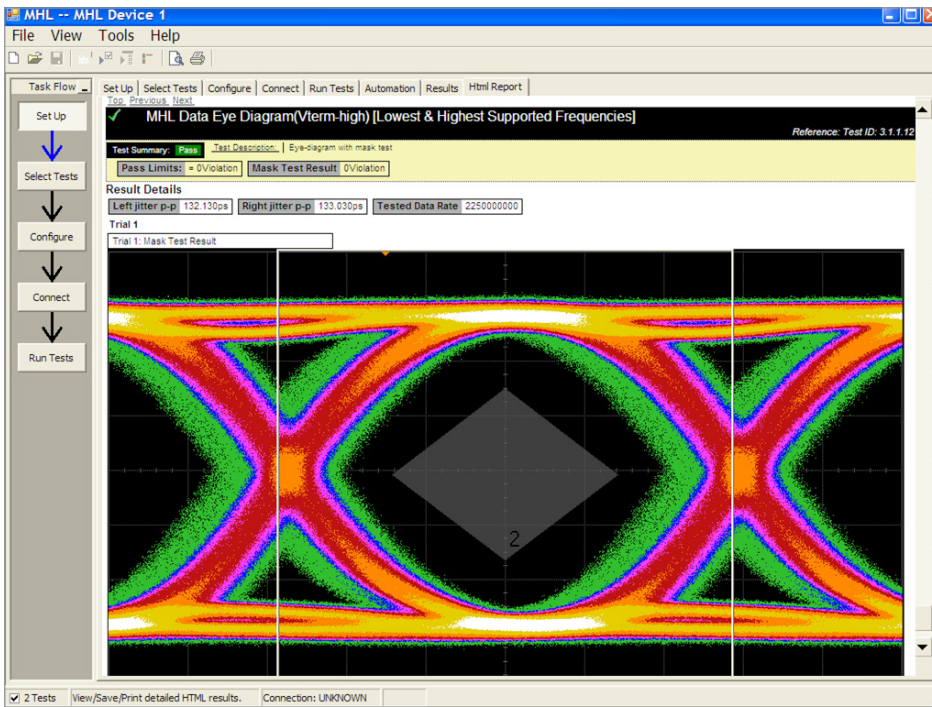 MHL -- MHL Device 1
File View Tools Help
Task Flow
Set Up
Select Tests
Configure
Connect
Run Tests
Set Up Select Tests Configure Connect Run Tests Automation Results Html Report
Top Previous Next
MHL Data Eye Diagram(Vterm-high) [Lowest & Highest Supported Frequencies]
Reference: Test ID: 3.1.1.12
Test Summary: Pass Test Description: Eye-diagram with mask test
Pass Limits: = 0Violation Mask Test Result 0Violation
Result Details
Left jitter p-p 132.130ps Right jitter p-p 133.030ps Tested Data Rate 2250000000
Trial 1
Trial 1: Mask Test Result
2
2 Tests View/Save/Print detailed HTML results. Connection: UNKNOWN